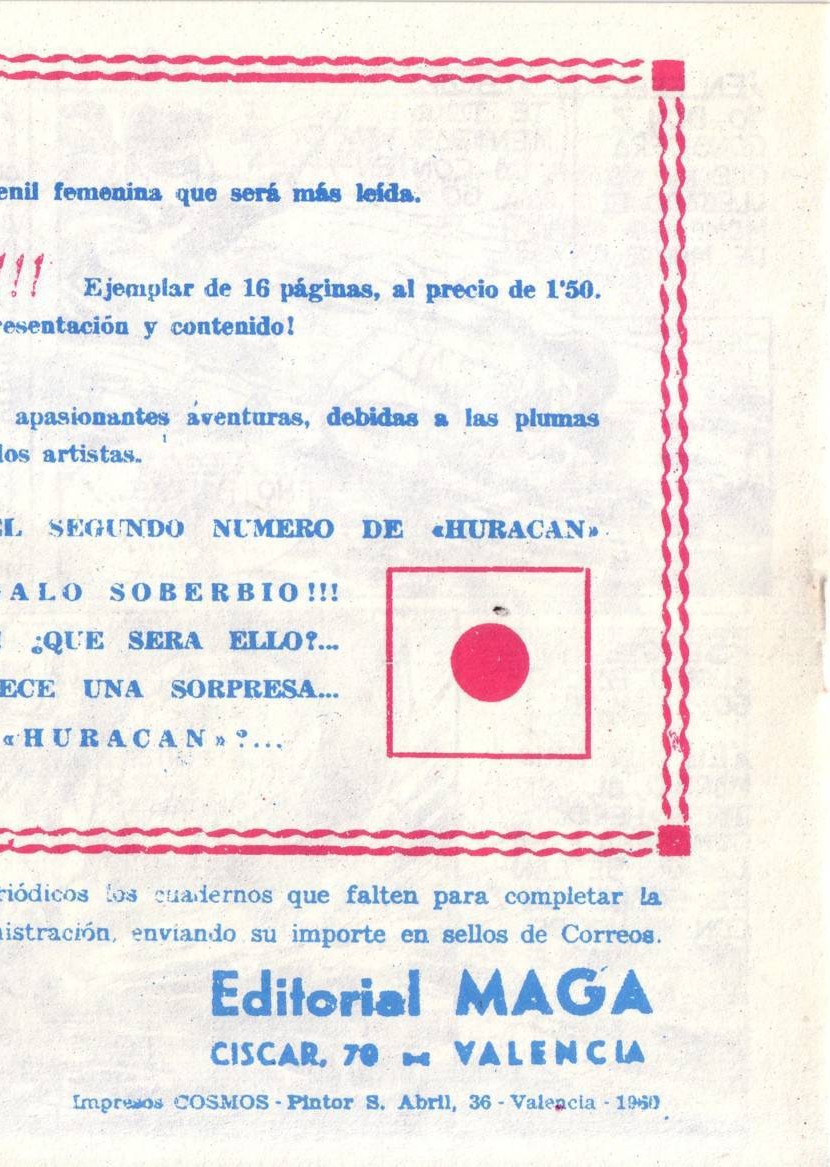 enil femenina que será más leída.
!!! Ejemplar de 16 páginas, al precio de 1'50.
resentación y contenido!
apasionantes aventuras, debidas a las plumas
los artistas.
EL SEGUNDO NUMERO DE «HURACAN»
ALO SOBERBIO!!!
! ¿QUE SERA ELLO?...
ECE UNA SORPRESA...
«HURACAN»?...
riódicos los cuadernos que falten para completar la
nistración, enviando su importe en sellos de Correos.
Editorial MAGA
CISCAR, 70 - VALENCIA
Impresos COSMOS - Pintor S. Abril, 36 - Valencia - 1960